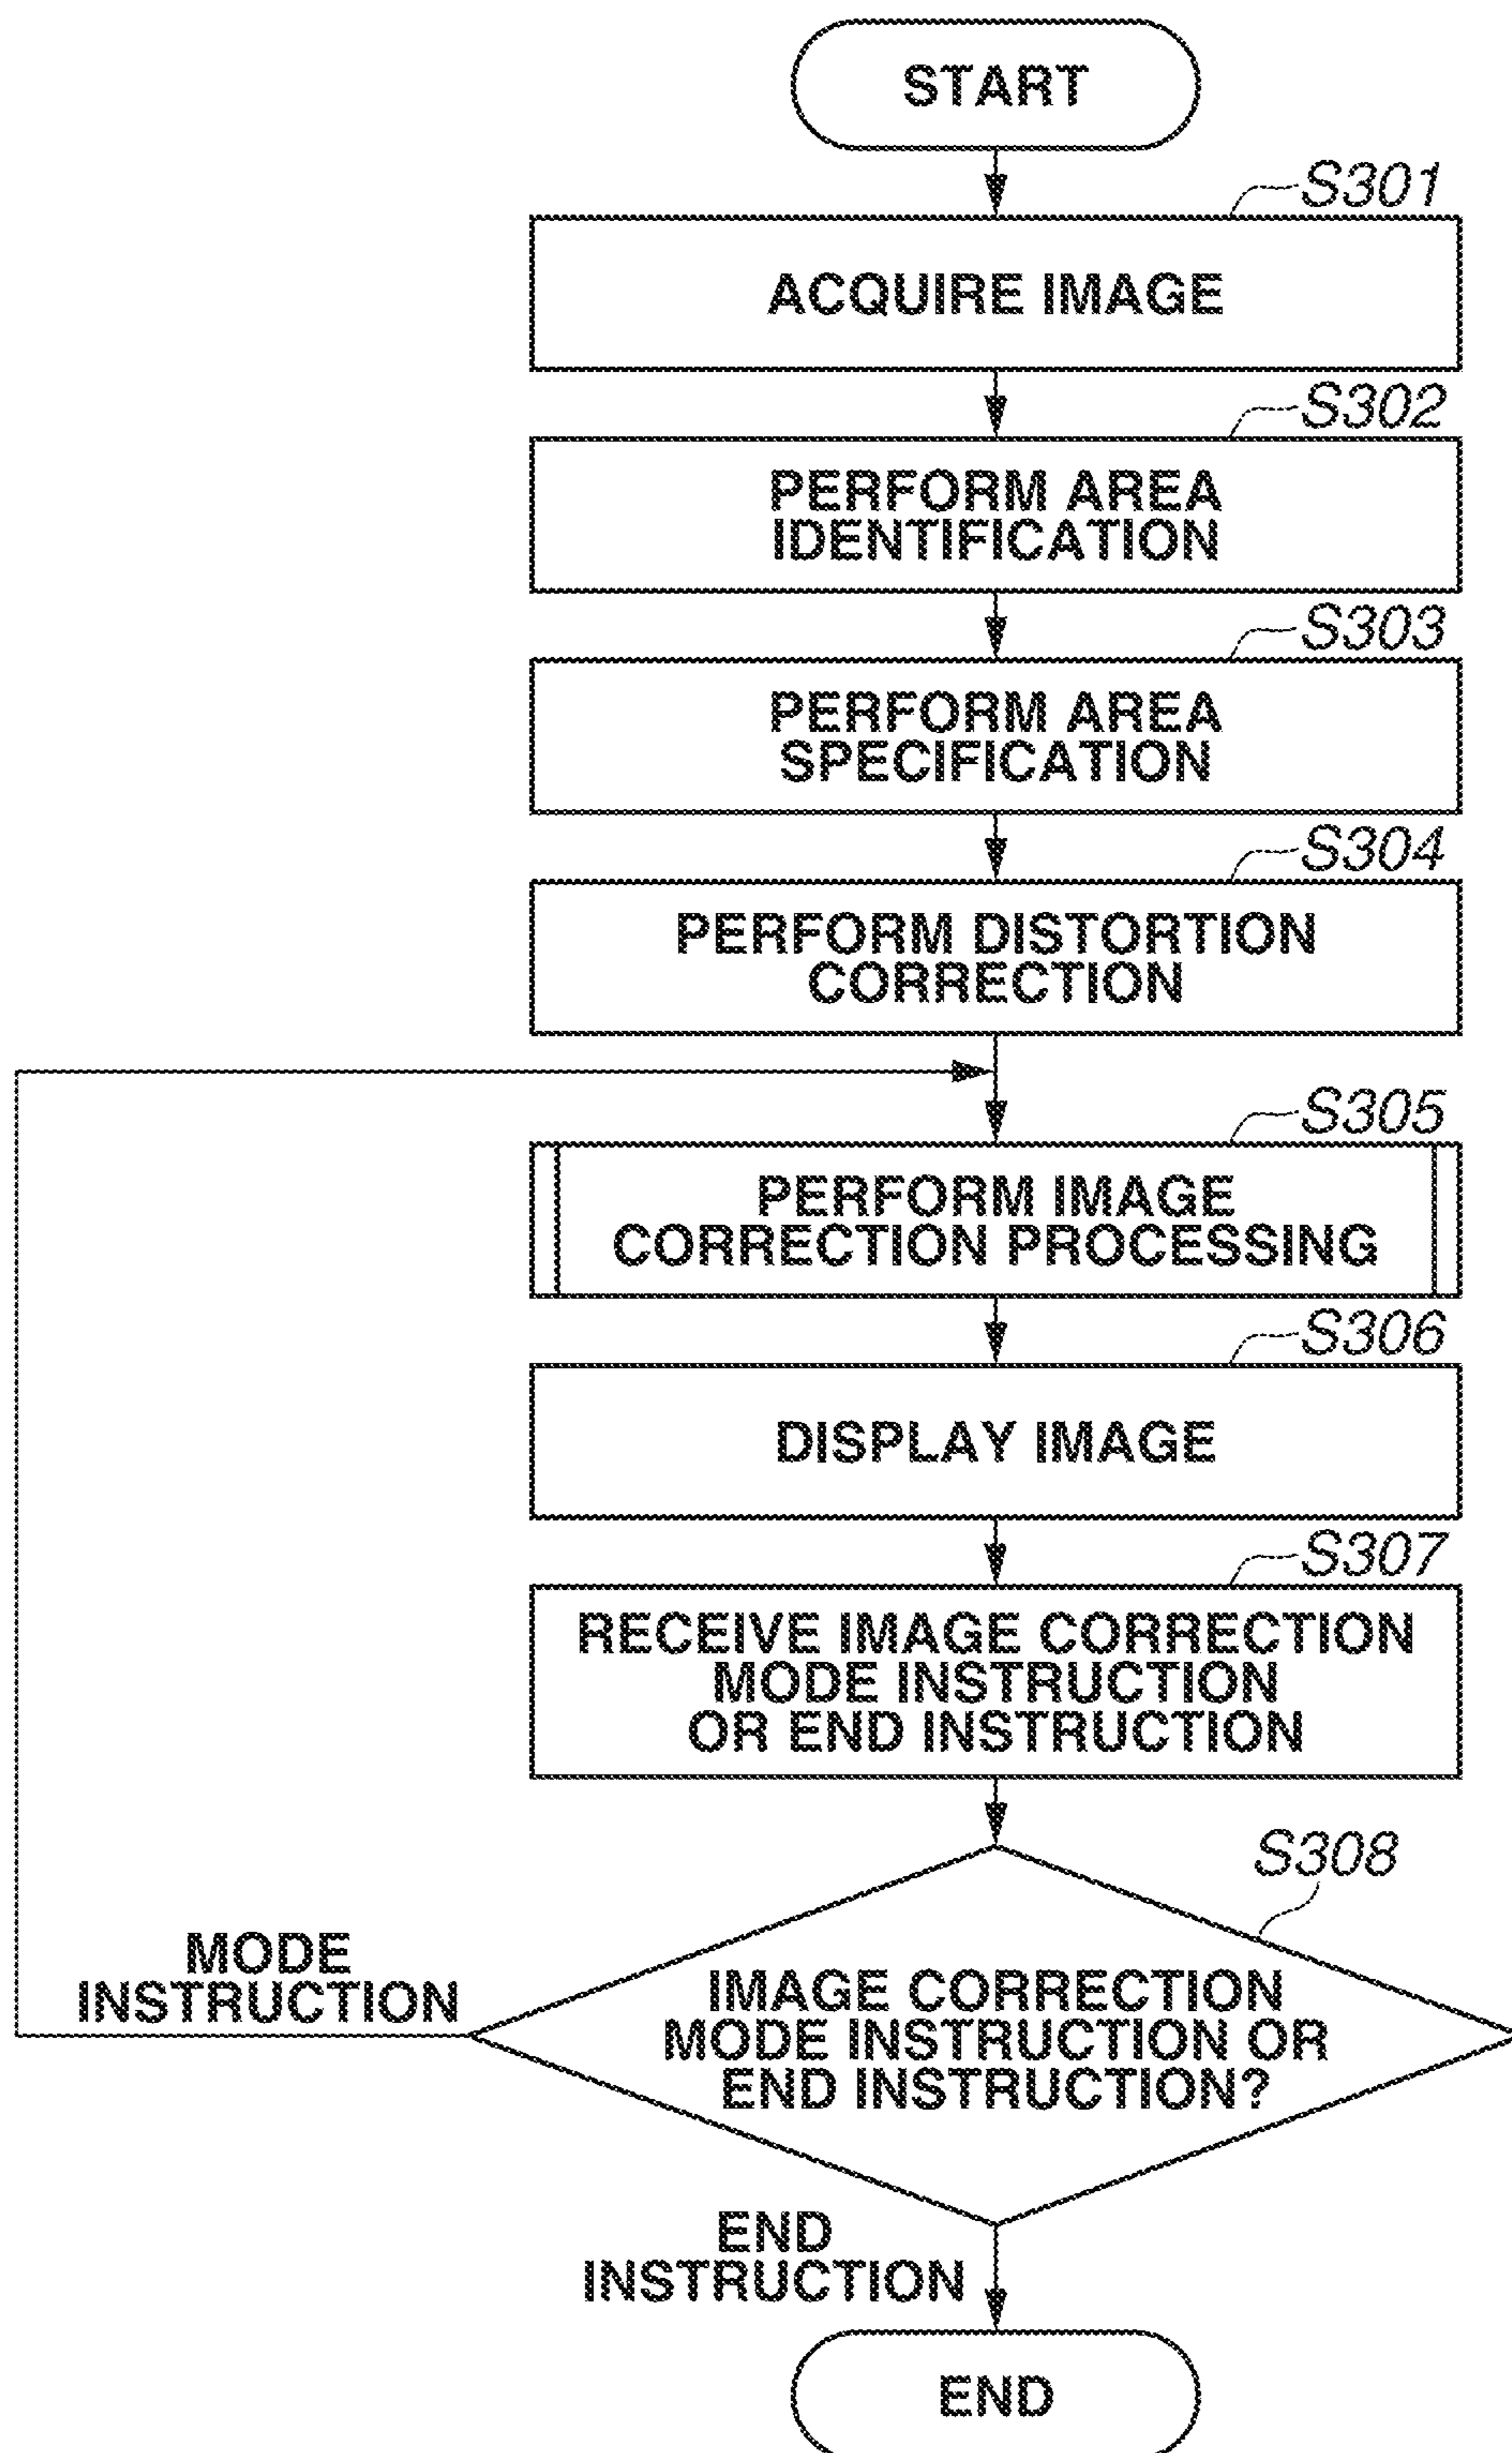 START
S301
ACQUIRE IMAGE
S302
PERFORM AREA
IDENTIFICATION
S303
PERFORM AREA
SPECIFICATION
S304
PERFORM DISTORTION
CORRECTION
S305
PERFORM IMAGE
CORRECTION PROCESSING
S306
DISPLAY IMAGE
S307
RECEIVE IMAGE CORRECTION
MODE INSTRUCTION
OR END INSTRUCTION
S308
MODE
INSTRUCTION
IMAGE CORRECTION
MODE INSTRUCTION OR
END INSTRUCTION?
END
INSTRUCTION
END